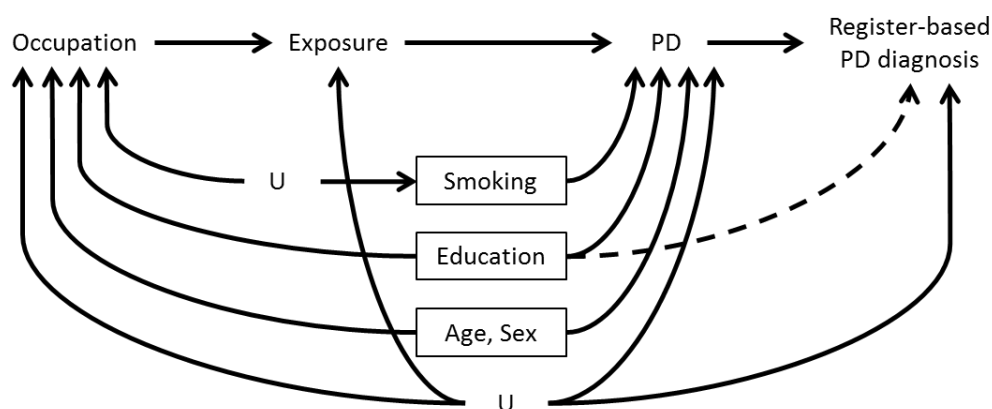 Occupation
Exposure
PD
Register-based
PD diagnosis
U
Smoking
Education
Age, Sex
U